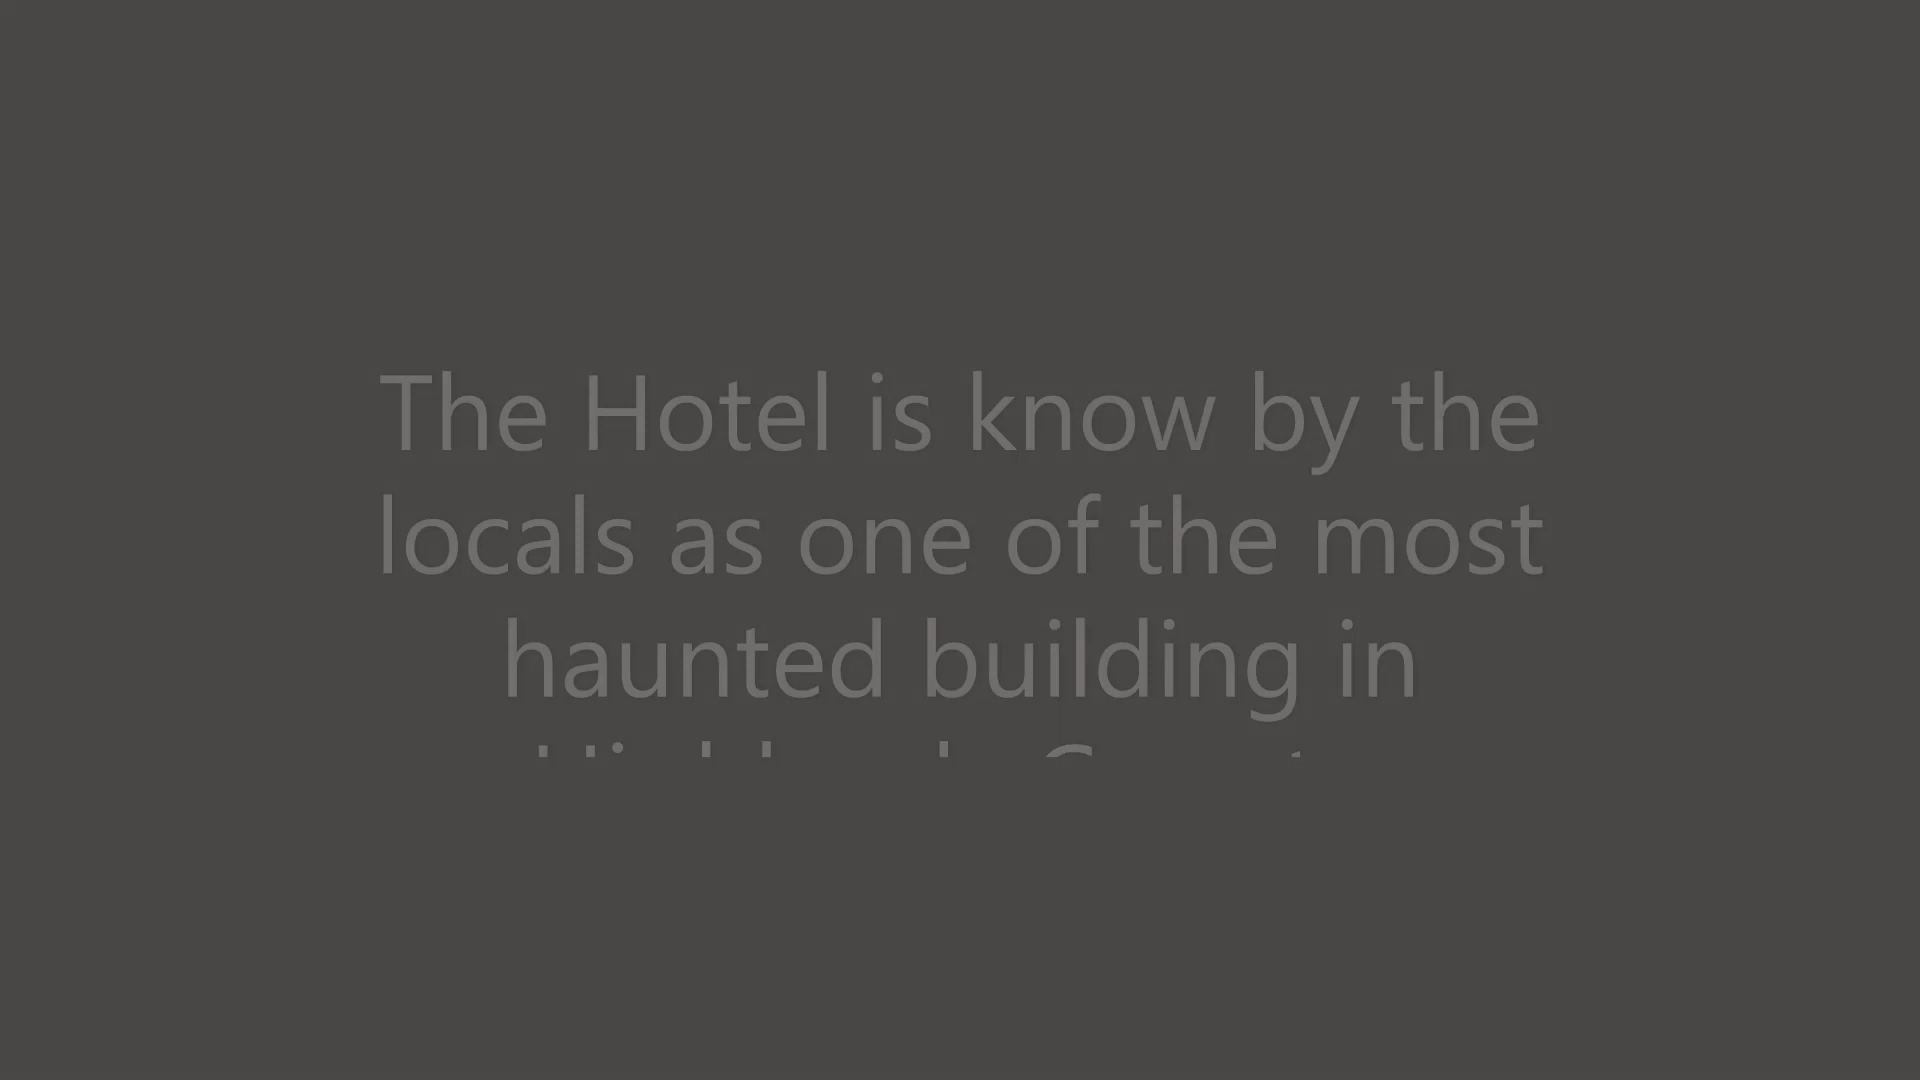 The Hotel is know by the
locals as one of the most
haunted building in